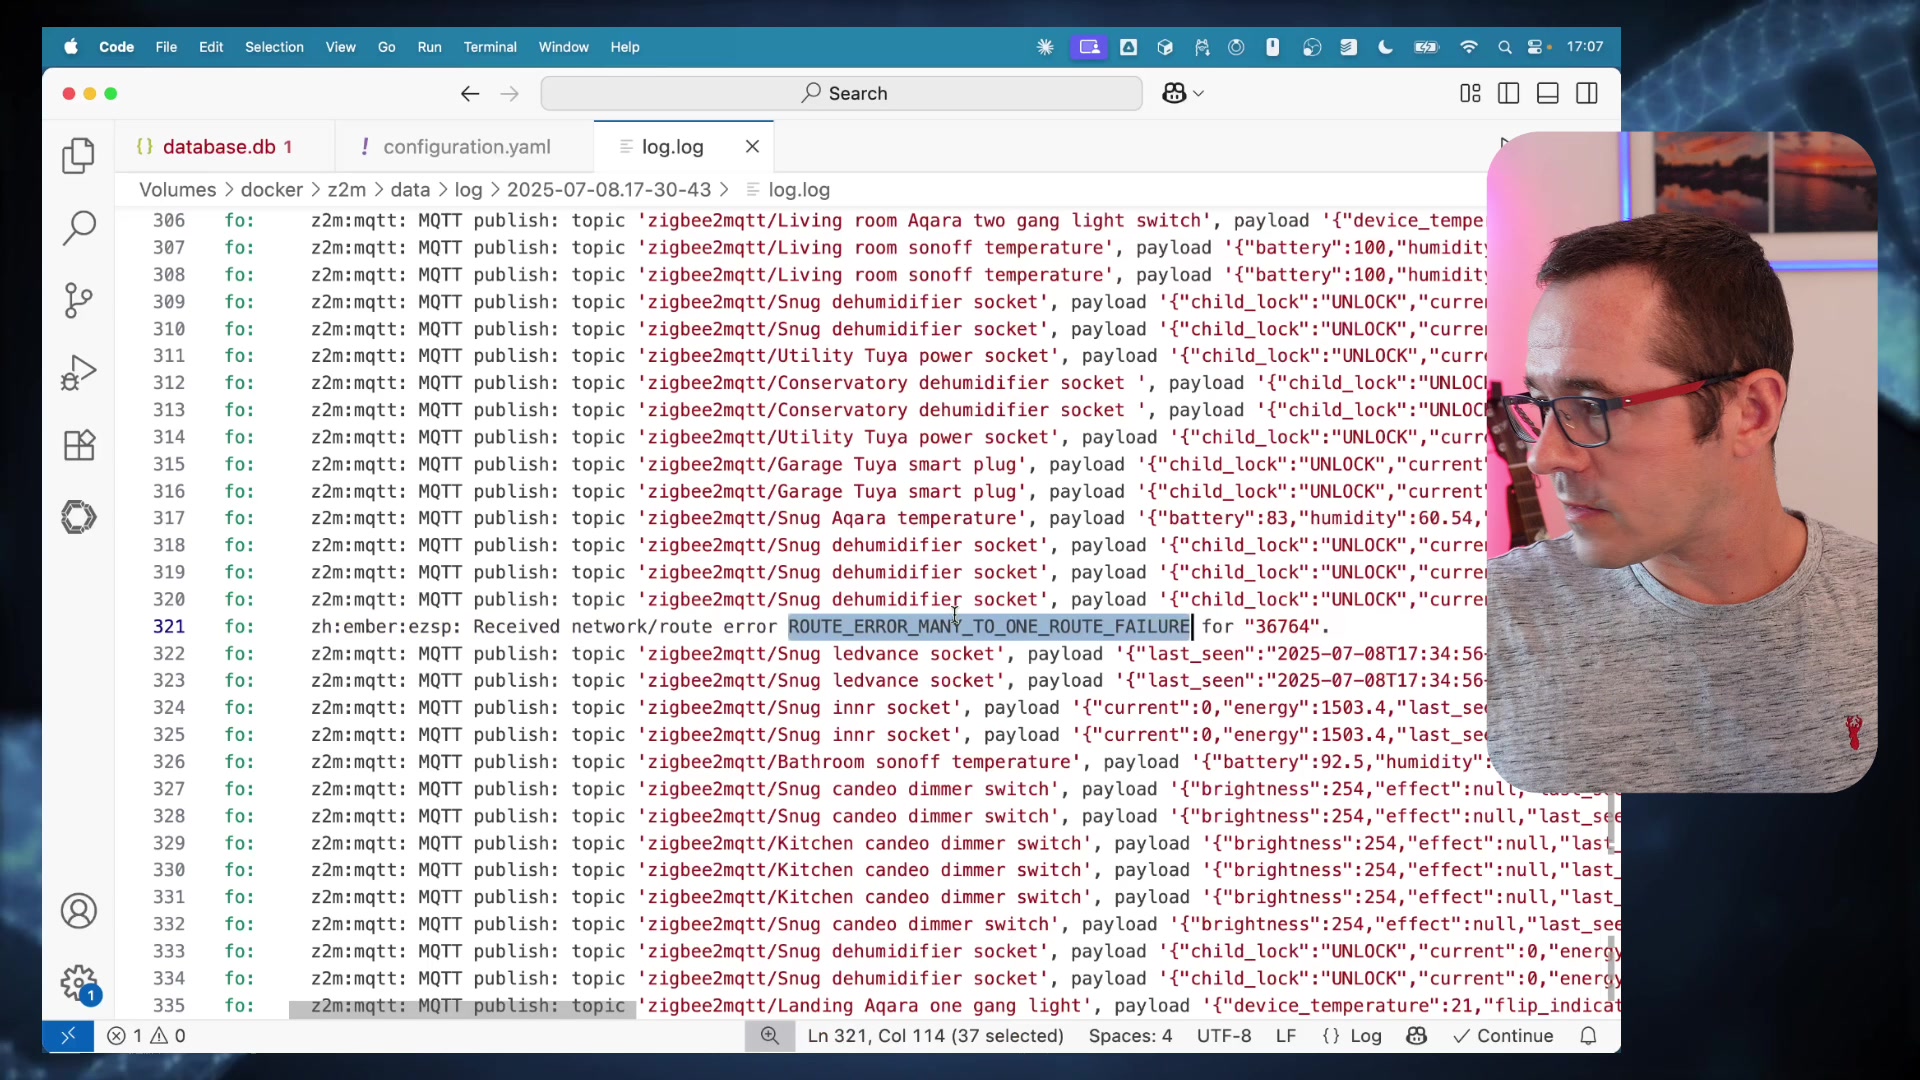 Code File Edit Selection View Go Run Terminal Window Help 17:07
Search
{} database.db 1 ! configuration.yaml log.log
Volumes > docker > z2m > data > log > 2025-07-08.17-30-43 > log.log
306 fo: z2m:mqtt: MQTT publish: topic 'zigbee2mqtt/Living room Aqara two gang light switch', payload '{"device_tempe
307 fo: z2m:mqtt: MQTT publish: topic 'zigbee2mqtt/Living room sonoff temperature', payload '{"battery":100,"humidity
308 fo: z2m:mqtt: MQTT publish: topic 'zigbee2mqtt/Living room sonoff temperature', payload '{"battery":100,"humidity
309 fo: z2m:mqtt: MQTT publish: topic 'zigbee2mqtt/Snug dehumidifier socket', payload '{"child_lock":"UNLOCK","curre
310 fo: z2m:mqtt: MQTT publish: topic 'zigbee2mqtt/Snug dehumidifier socket', payload '{"child_lock":"UNLOCK","curre
311 fo: z2m:mqtt: MQTT publish: topic 'zigbee2mqtt/Utility Tuya power socket', payload '{"child_lock":"UNLOCK","curre
312 fo: z2m:mqtt: MQTT publish: topic 'zigbee2mqtt/Conservatory dehumidifier socket ', payload '{"child_lock":"UNLOCK
313 fo: z2m:mqtt: MQTT publish: topic 'zigbee2mqtt/Conservatory dehumidifier socket ', payload '{"child_lock":"UNLOCK
314 fo: z2m:mqtt: MQTT publish: topic 'zigbee2mqtt/Utility Tuya power socket', payload '{"child_lock":"UNLOCK","curre
315 fo: z2m:mqtt: MQTT publish: topic 'zigbee2mqtt/Garage Tuya smart plug', payload '{"child_lock":"UNLOCK","current"
316 fo: z2m:mqtt: MQTT publish: topic 'zigbee2mqtt/Garage Tuya smart plug', payload '{"child_lock":"UNLOCK","current"
317 fo: z2m:mqtt: MQTT publish: topic 'zigbee2mqtt/Snug Aqara temperature', payload '{"battery":83,"humidity":60.54,"
318 fo: z2m:mqtt: MQTT publish: topic 'zigbee2mqtt/Snug dehumidifier socket', payload '{"child_lock":"UNLOCK","curre
319 fo: z2m:mqtt: MQTT publish: topic 'zigbee2mqtt/Snug dehumidifier socket', payload '{"child_lock":"UNLOCK","curre
320 fo: z2m:mqtt: MQTT publish: topic 'zigbee2mqtt/Snug dehumidifier socket', payload '{"child_lock":"UNLOCK","curre
321 fo: zh:ember:ezsp: Received network/route error ROUTE_ERROR_MANY_TO_ONE_ROUTE_FAILURE for "36764".
322 fo: z2m:mqtt: MQTT publish: topic 'zigbee2mqtt/Snug ledvance socket', payload '{"last_seen":"2025-07-08T17:34:56
323 fo: z2m:mqtt: MQTT publish: topic 'zigbee2mqtt/Snug ledvance socket', payload '{"last_seen":"2025-07-08T17:34:56
324 fo: z2m:mqtt: MQTT publish: topic 'zigbee2mqtt/Snug innr socket', payload '{"current":0,"energy":1503.4,"last_see
325 fo: z2m:mqtt: MQTT publish: topic 'zigbee2mqtt/Snug innr socket', payload '{"current":0,"energy":1503.4,"last_see
326 fo: z2m:mqtt: MQTT publish: topic 'zigbee2mqtt/Bathroom sonoff temperature', payload '{"battery":92.5,"humidity":
327 fo: z2m:mqtt: MQTT publish: topic 'zigbee2mqtt/Snug candeo dimmer switch', payload '{"brightness":254,"effect":null,"last_see
328 fo: z2m:mqtt: MQTT publish: topic 'zigbee2mqtt/Snug candeo dimmer switch', payload '{"brightness":254,"effect":null,"last_see
329 fo: z2m:mqtt: MQTT publish: topic 'zigbee2mqtt/Kitchen candeo dimmer switch', payload '{"brightness":254,"effect":null,"last_
330 fo: z2m:mqtt: MQTT publish: topic 'zigbee2mqtt/Kitchen candeo dimmer switch', payload '{"brightness":254,"effect":null,"last_
331 fo: z2m:mqtt: MQTT publish: topic 'zigbee2mqtt/Kitchen candeo dimmer switch', payload '{"brightness":254,"effect":null,"last_
332 fo: z2m:mqtt: MQTT publish: topic 'zigbee2mqtt/Snug candeo dimmer switch', payload '{"brightness":254,"effect":null,"last_see
333 fo: z2m:mqtt: MQTT publish: topic 'zigbee2mqtt/Snug dehumidifier socket', payload '{"child_lock":"UNLOCK","current":0,"energy
334 fo: z2m:mqtt: MQTT publish: topic 'zigbee2mqtt/Snug dehumidifier socket', payload '{"child_lock":"UNLOCK","current":0,"energy
335 fo: z2m:mqtt: MQTT publish: topic 'zigbee2mqtt/Landing Aqara one gang light', payload '{"device_temperature":21,"flip_indicat
1
1 0 Ln 321, Col 114 (37 selected) Spaces: 4 UTF-8 LF {} Log Continue